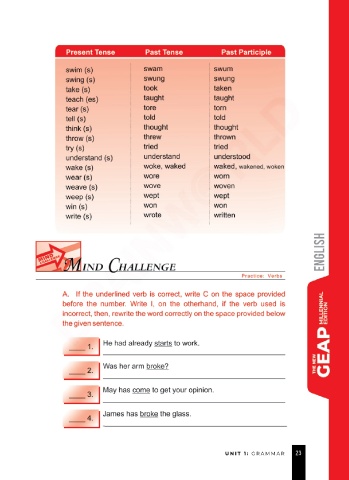 Present Tense Past Tense Past Participle
swim (s) swam swum
swing (s) swung swung
take (s) took taken
teach (es) taught taught
tear (s) tore torn
tell (s) told told
think (s) thought thought
throw (s) threw thrown
try (s) tried tried
understand (s) understand understood
wake (s) woke, waked waked, wakened, woken
wear (s) wore worn
weave (s) wove woven
weep (s) wept wept
win (s) won won
write (s) wrote written
MIND CHALLENGE
Practice: Verbs
A. If the underlined verb is correct, write C on the space provided
before the number. Write I, on the otherhand, if the verb used is
incorrect, then, rewrite the word correctly on the space provided below
the given sentence.
____ 1. He had already starts to work.
____ 2. Was her arm broke?
____ 3. May has come to get your opinion.
____ 4. James has broke the glass.
ENGLISH
THE NEW GEAP MILLENNIAL EDITION
UNIT 1: GRAMMAR 23